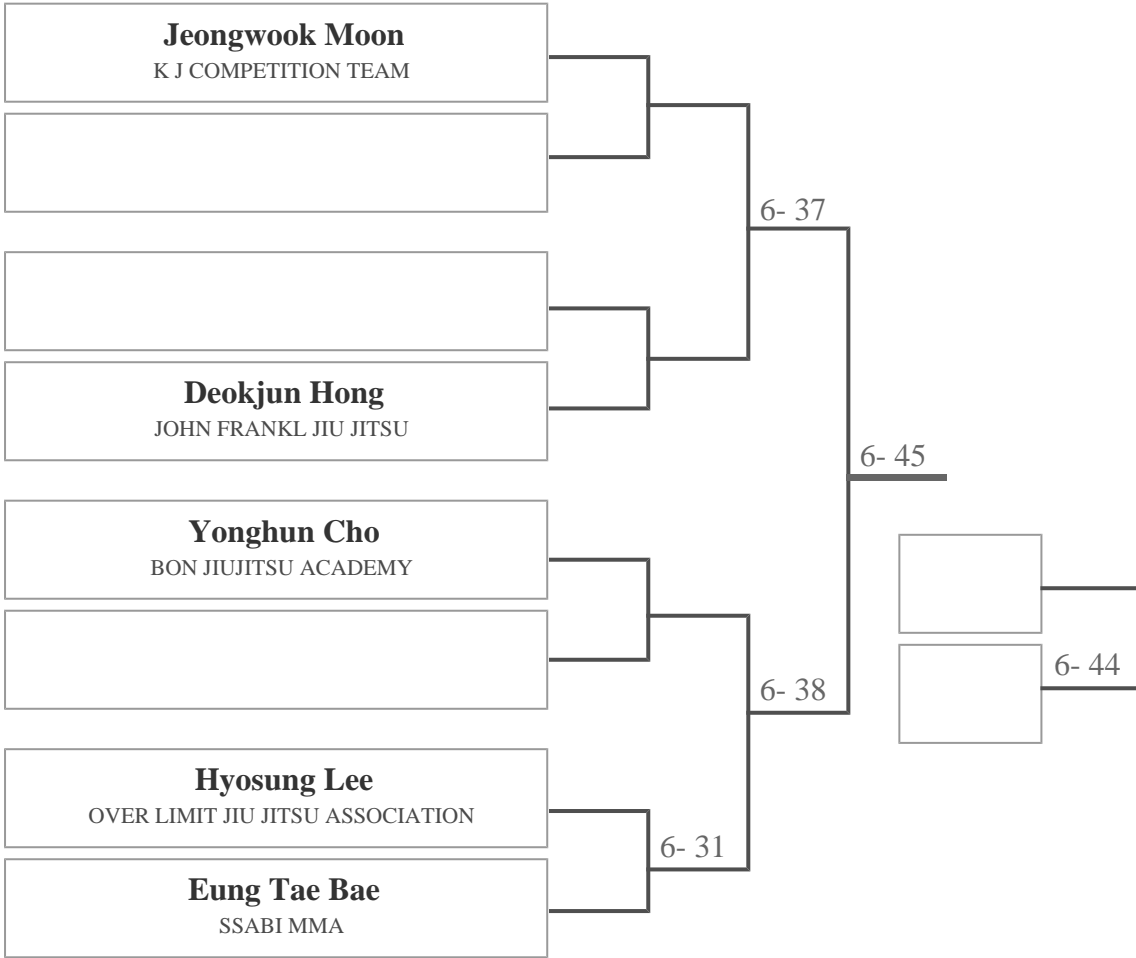 Jeongwook Moon
K J COMPETITION TEAM
6- 37
Deokjun Hong
JOHN FRANKL JIU JITSU
6- 45
Yonghun Cho
BON JIUJITSU ACADEMY
6- 44
6- 38
Hyosung Lee
OVER LIMIT JIU JITSU ASSOCIATION
6- 31
Eung Tae Bae
SSABI MMA